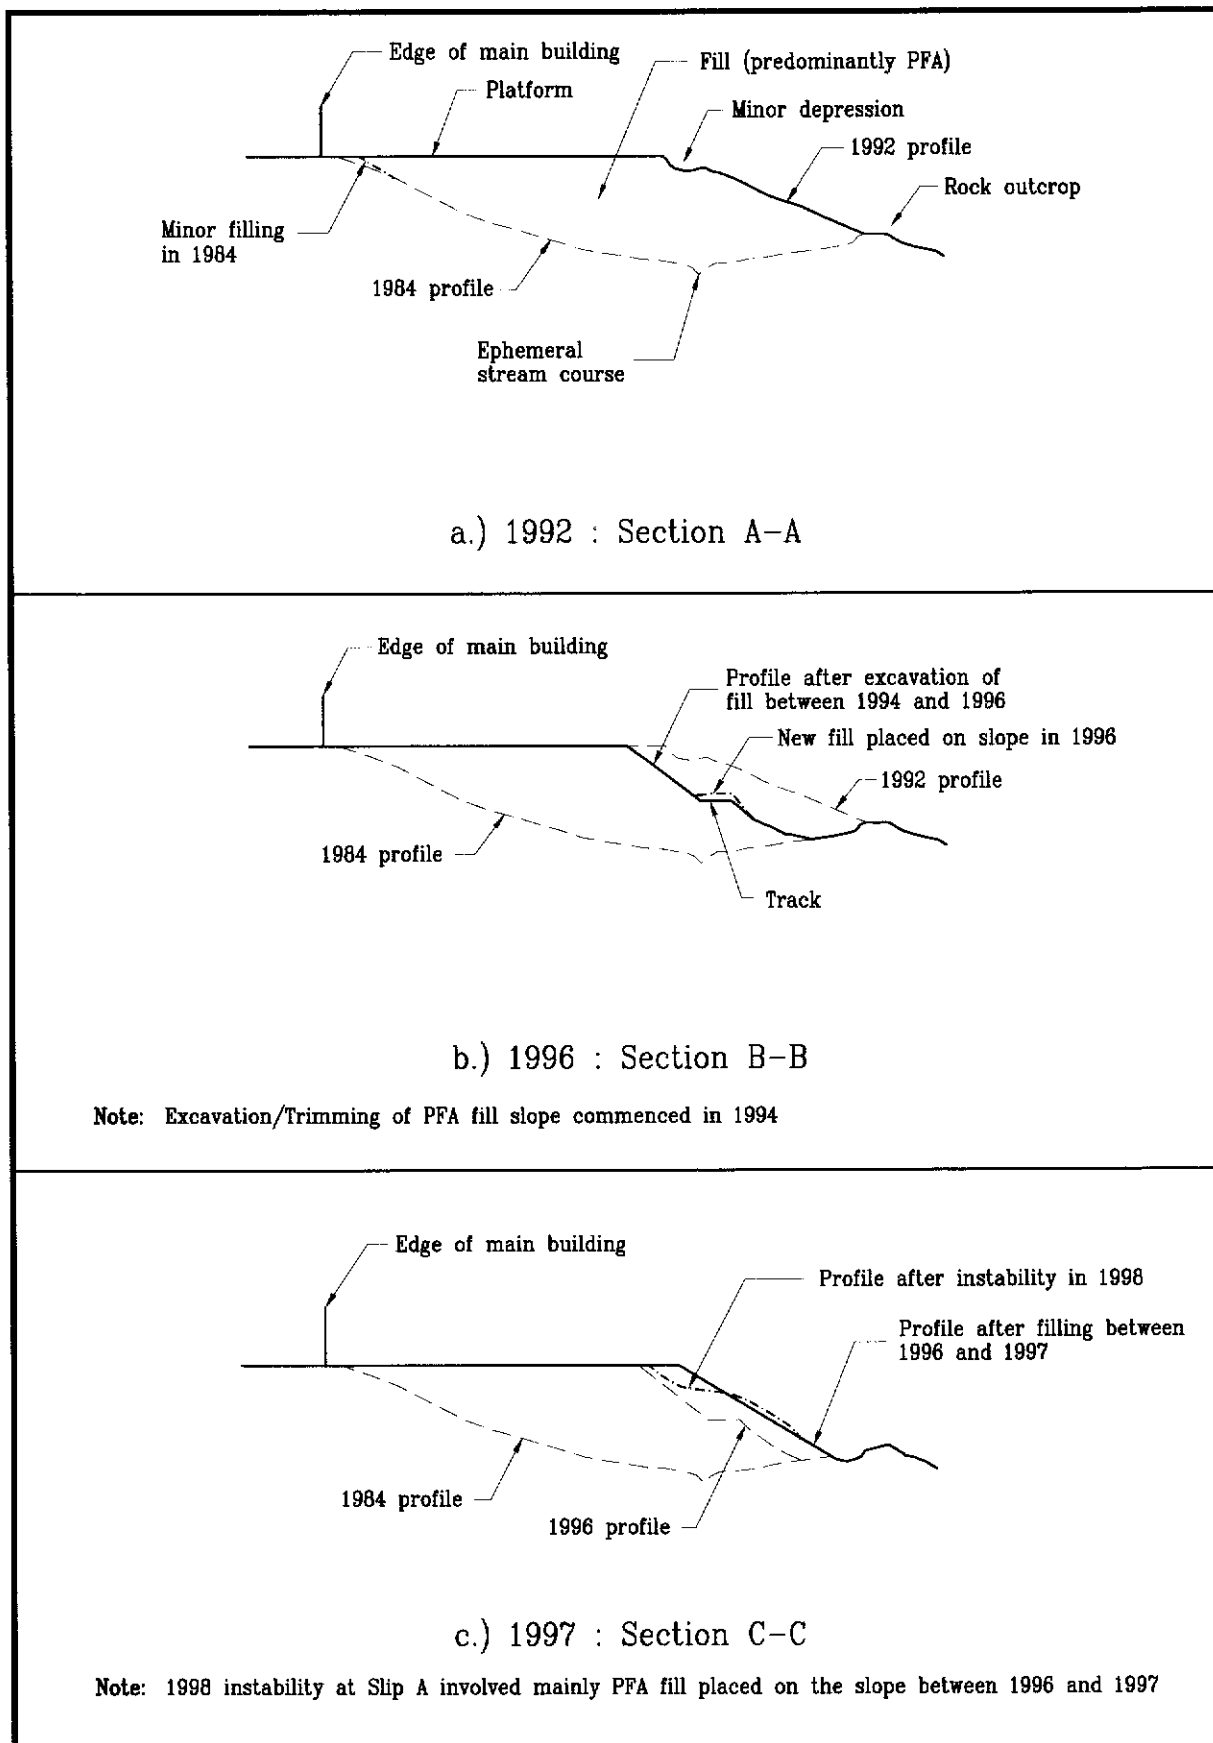 Edge of main building
Platform
Fill (predominantly PFA)
Minor depression
1992 profile
Rock outcrop
Minor filling
in 1984
1984 profile
Ephemeral
stream course
a.) 1992 : Section A-A
Edge of main building
Profile after excavation of
fill between 1994 and 1996
New fill placed on slope in 1996
1992 profile
1984 profile
Track
b.) 1996 : Section B-B
Note: Excavation/Trimming of PFA fill slope commenced in 1994
Edge of main building
Profile after instability in 1998
Profile after filling between
1996 and 1997
1984 profile
1996 profile
c.) 1997 : Section C-C
Note: 1998 instability at Slip A involved mainly PFA fill placed on the slope between 1996 and 1997